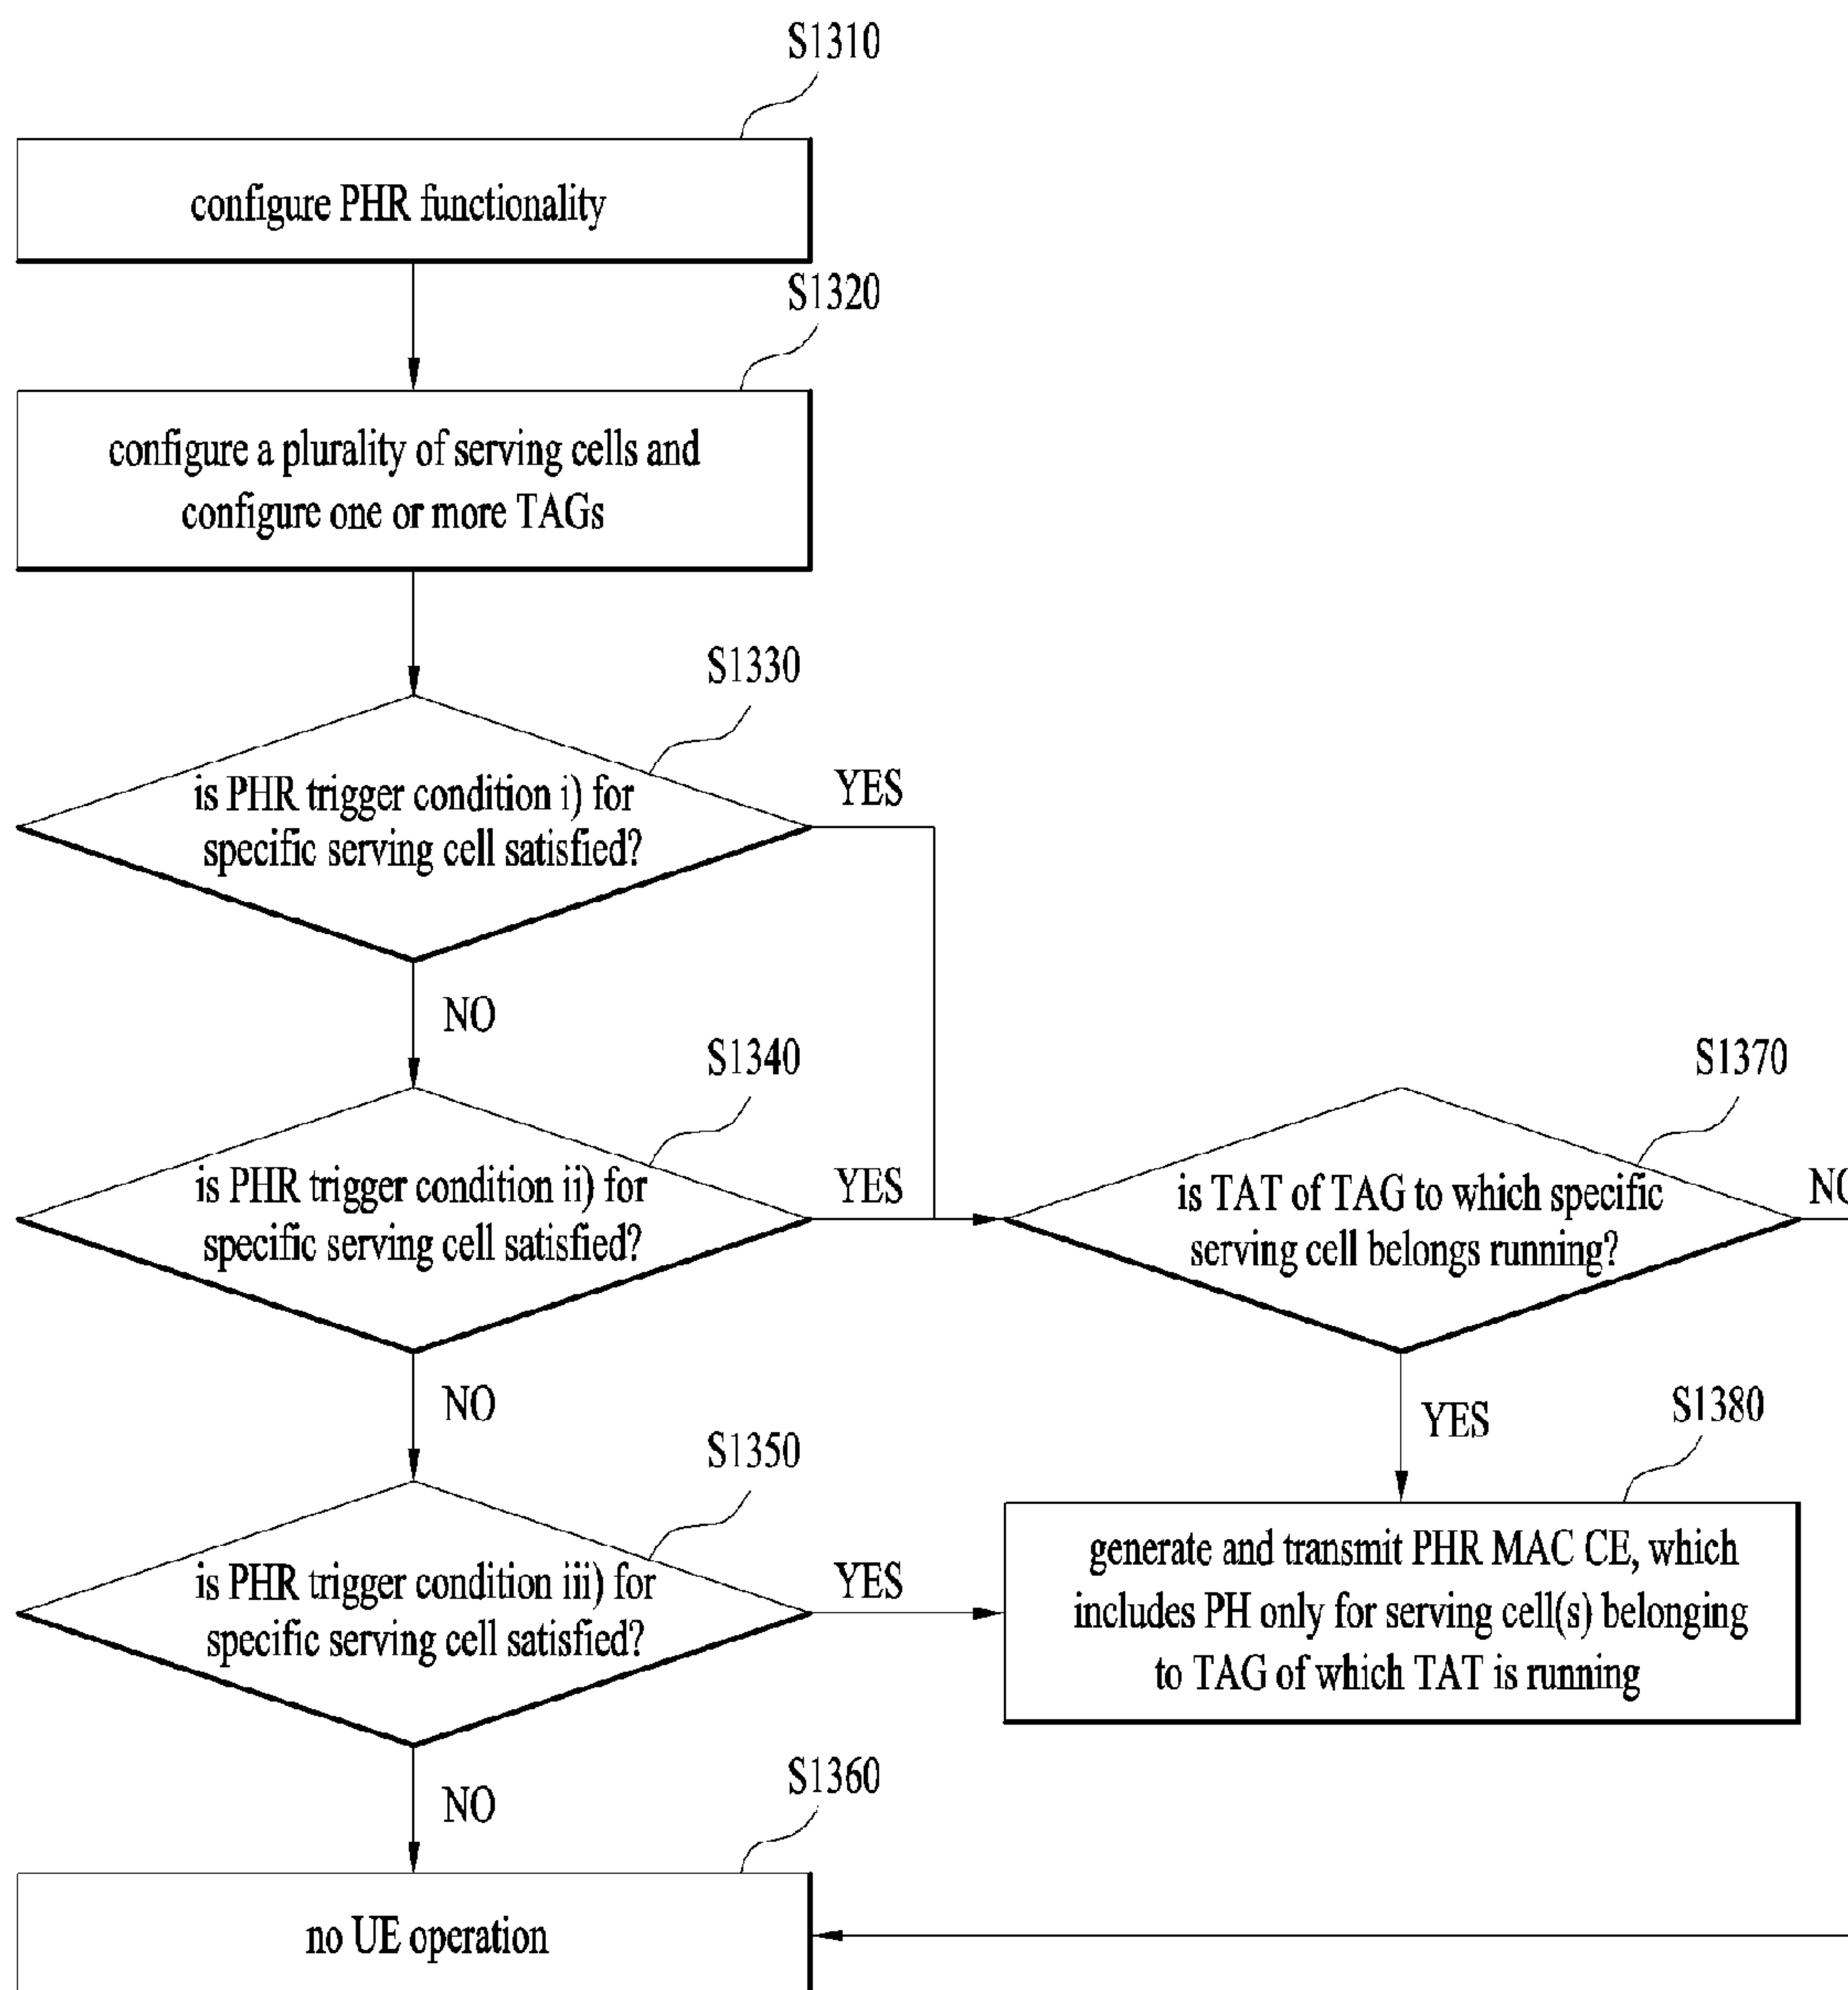 S1310
configure PHR functionality
S1320
configure a plurality of serving cells and
configure one or more TAGs
S1330
is PHR trigger condition i) for
specific serving cell satisfied?
YES
NO
S1340
is PHR trigger condition ii) for
specific serving cell satisfied?
YES
S1370
is TAT of TAG to which specific
serving cell belongs running?
NO
NO
YES
S1350
is PHR trigger condition iii) for
specific serving cell satisfied?
YES
S1380
generate and transmit PHR MAC CE, which
includes PH only for serving cell(s) belonging
to TAG of which TAT is running
NO
S1360
no UE operation